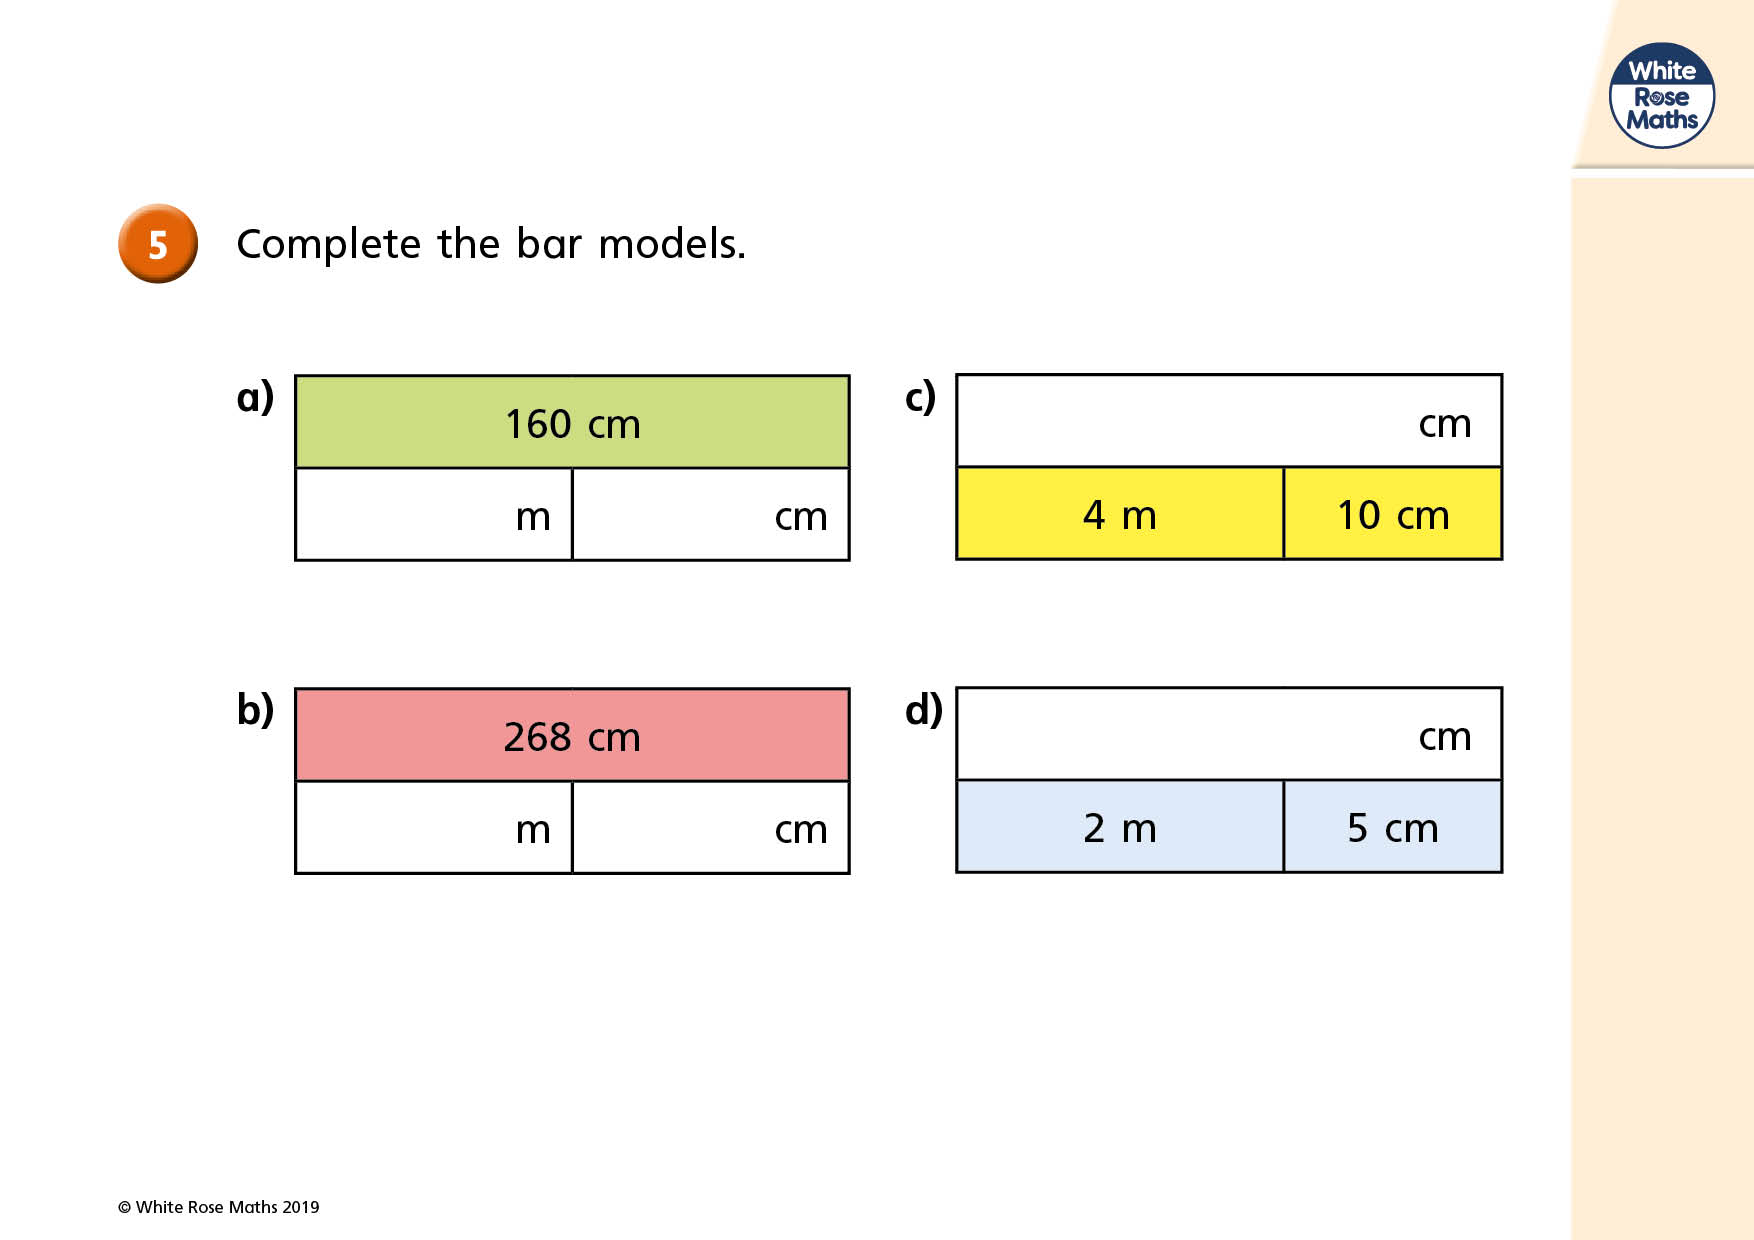 White
Rose
Maths
5 Complete the bar models.
a) 160 cm
m cm
c) cm
4 m 10 cm
b) 268 cm
m cm
d) cm
2 m 5 cm
© White Rose Maths 2019